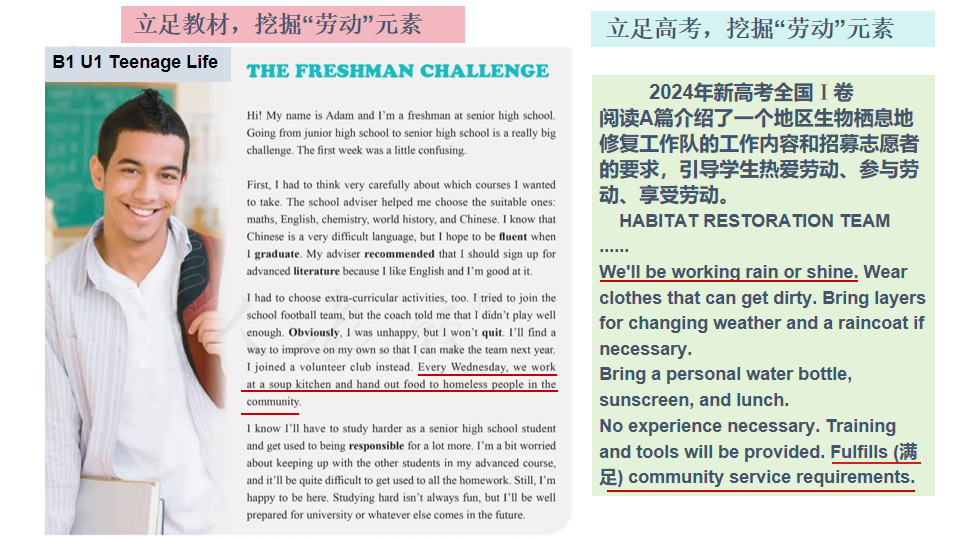 立足教材，挖掘“劳动”元素
B1 U1 Teenage Life
THE FRESHMAN CHALLENGE
Hi! My name is Adam and I'm a freshman at senior high school.
Going from junior high school to senior high school is a really big
challenge. The first week was a little confusing.
First, I had to think very carefully about which courses I wanted
to take. The school adviser helped me choose the suitable ones:
maths, English, chemistry, world history, and Chinese. I know that
Chinese is a very difficult language, but I hope to be fluent when
I graduate. My adviser recommended that I should sign up for
advanced literature because I like English and I'm good at it.
I had to choose extra-curricular activities, too. I tried to join the
school football team, but the coach told me that I didn't play well
enough. Obviously, I was unhappy, but I won't quit. I'll find a
way to improve on my own so that I can make the team next year.
I joined a volunteer club instead. Every Wednesday, we work
at a soup kitchen and hand out food to homeless people in the
community.
I know I'll have to study harder as a senior high school student
and get used to being responsible for a lot more. I'm a bit worried
about keeping up with the other students in my advanced course,
and it'll be quite difficult to get used to all the homework. Still, I'm
happy to be here. Studying hard isn't always fun, but I'll be well
prepared for university or whatever else comes in the future.
立足高考，挖掘“劳动”元素
2024年新高考全国Ⅰ卷
阅读A篇介绍了一个地区生物栖息地
修复工作队的工作内容和招募志愿者
的要求，引导学生热爱劳动、参与劳
动、享受劳动。
HABITAT RESTORATION TEAM
......
We'll be working rain or shine. Wear
clothes that can get dirty. Bring layers
for changing weather and a raincoat if
necessary.
Bring a personal water bottle,
sunscreen, and lunch.
No experience necessary. Training
and tools will be provided. Fulfills (满
足) community service requirements.